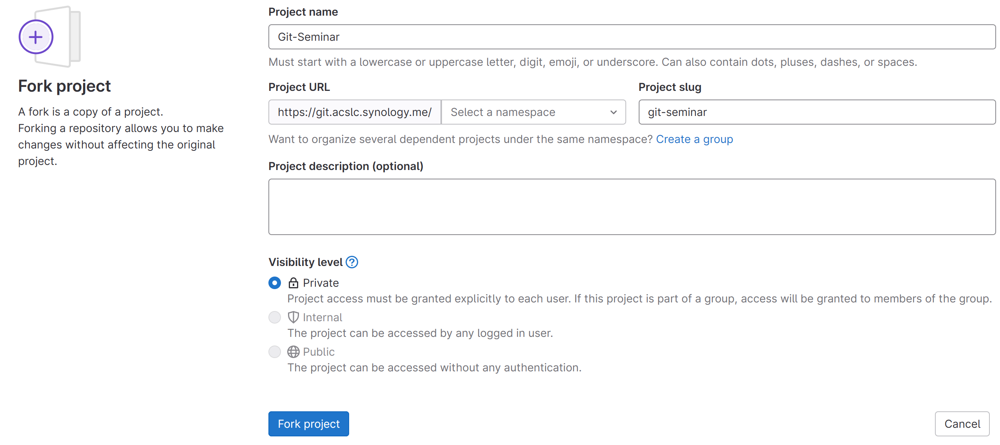 Fork project
A fork is a copy of a project.
Forking a repository allows you to make
changes without affecting the original
project.
Project name
Git-Seminar
Must start with a lowercase or uppercase letter, digit, emoji, or underscore. Can also contain dots, pluses, dashes, or spaces.
Project URL
https://git.acslc.synology.me/
Select a namespace
Project slug
git-seminar
Want to organize several dependent projects under the same namespace? Create a group
Project description (optional)
Visibility level ?
Private
Project access must be granted explicitly to each user. If this project is part of a group, access will be granted to members of the group.
Internal
The project can be accessed by any logged in user.
Public
The project can be accessed without any authentication.
Fork project
Cancel